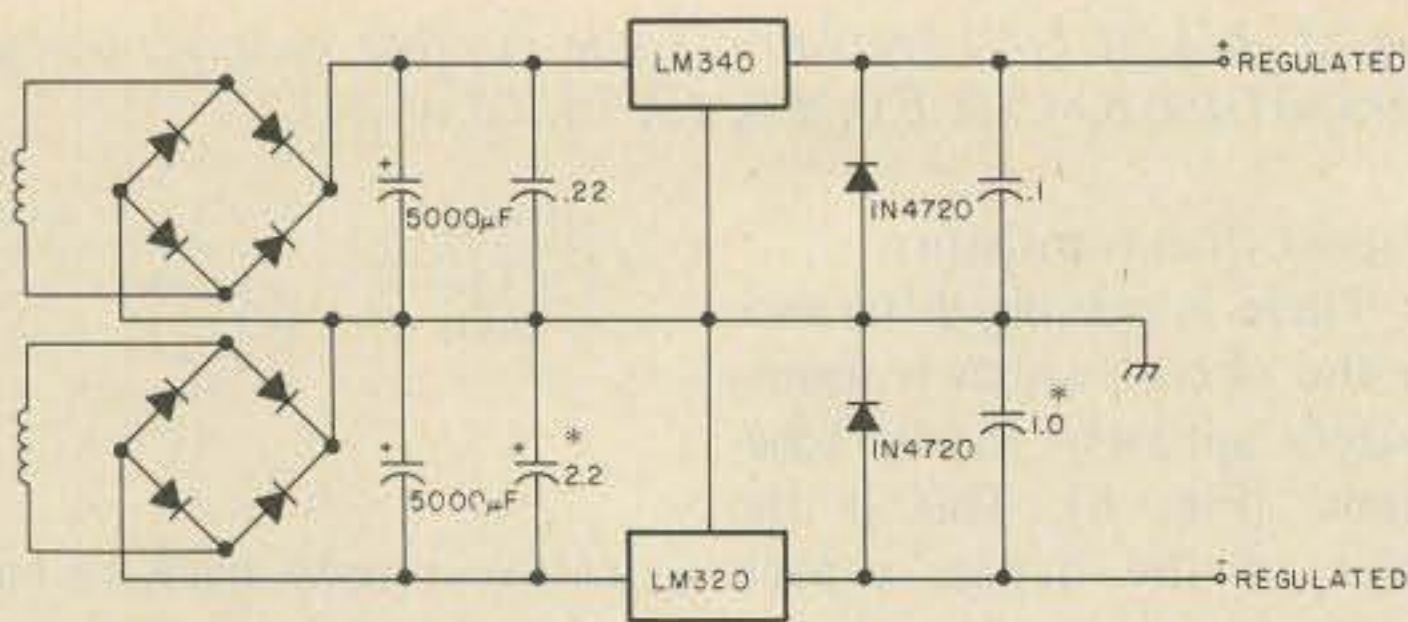 LM340
+
REGULATED
+
5000µF
.22
IN4720
.1
+
5000µF
+
*
2.2
IN4720
*
1.0
LM320
-
REGULATED